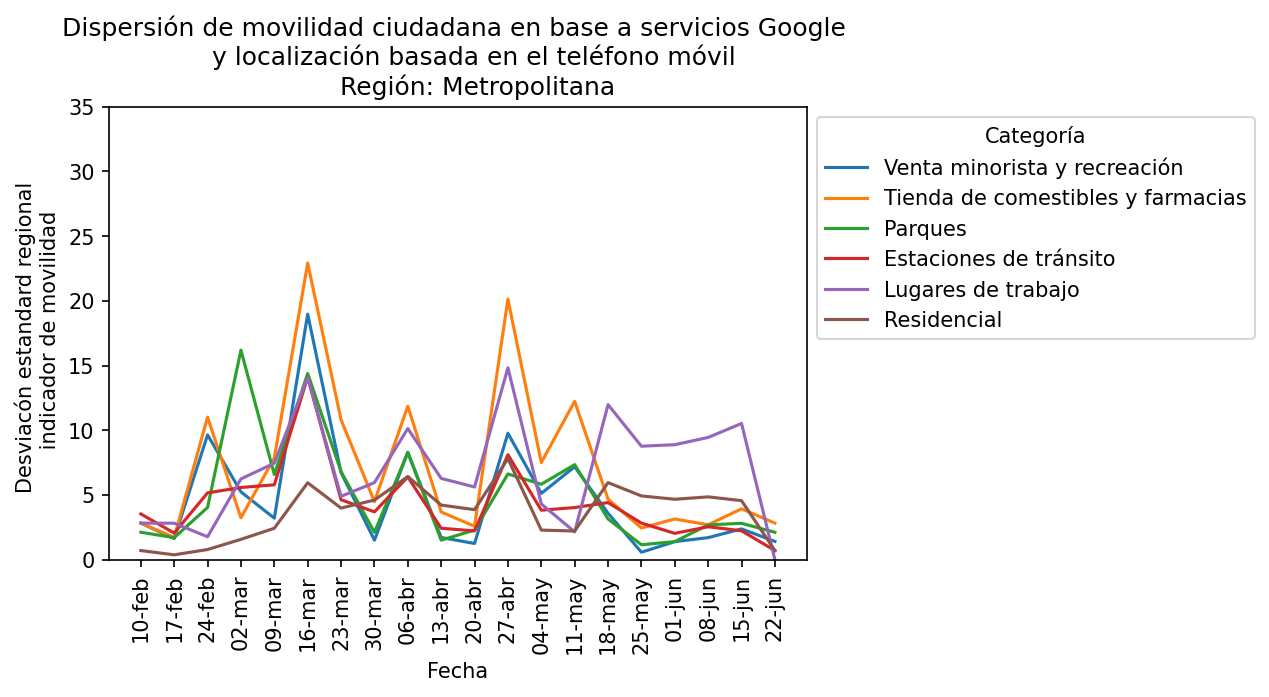 Dispersión de movilidad ciudadana en base a servicios Google
y localización basada en el teléfono móvil
Región: Metropolitana
Desviacón estandard regional
indicador de movilidad
35
30
25
20
15
10
5
0
10-feb
17-feb
24-feb
02-mar
09-mar
16-mar
23-mar
30-mar
06-abr
13-abr
20-abr
27-abr
04-may
11-may
18-may
25-may
01-jun
08-jun
15-jun
22-jun
Fecha
Categoría
Venta minorista y recreación
Tienda de comestibles y farmacias
Parques
Estaciones de tránsito
Lugares de trabajo
Residencial